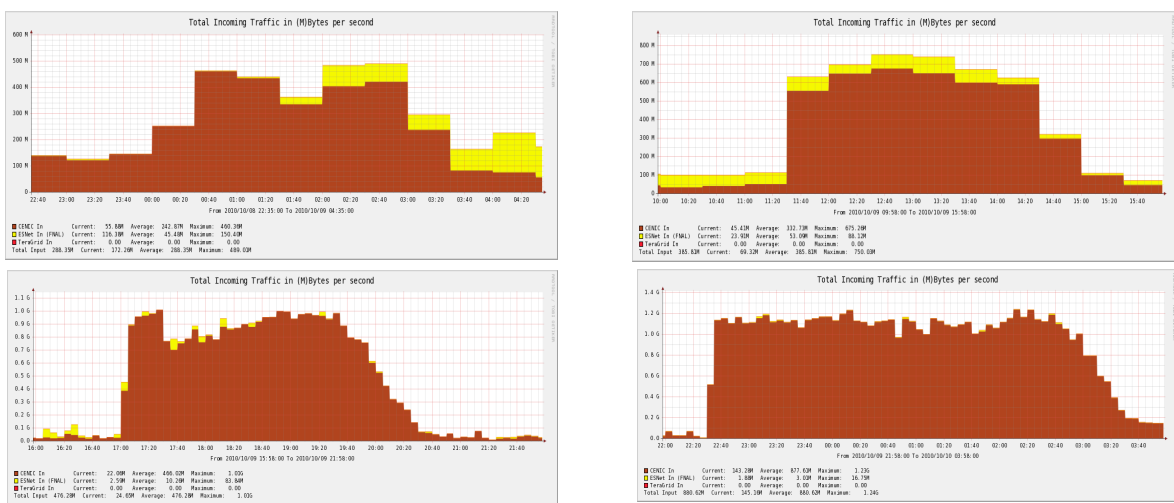 Total Incoming Traffic in (M)Bytes per second
600 M
500 M
400 M
300 M
200 M
100 M
0
22:40 23:00 23:20 23:40 00:00 00:20 00:40 01:00 01:20 01:40 02:00 02:20 02:40 03:00 03:20 03:40 04:00 04:20
From 2010/10/08 22:35:00 To 2010/10/09 04:35:00
CENIC In Current: 55.88M Average: 242.87M Maximum: 460.36M
ESNet In (FNAL) Current: 116.38M Average: 45.48M Maximum: 150.40M
TeraGrid In Current: 0.00 Average: 0.00 Maximum: 0.00
Total Input 288.35M Current: 172.26M Average: 288.35M Maximum: 489.01M
Total Incoming Traffic in (M)Bytes per second
800 M
700 M
600 M
500 M
400 M
300 M
200 M
100 M
0
10:00 10:20 10:40 11:00 11:20 11:40 12:00 12:20 12:40 13:00 13:20 13:40 14:00 14:20 14:40 15:00 15:20 15:40
From 2010/10/09 09:58:00 To 2010/10/09 15:58:00
CENIC In Current: 45.41M Average: 332.73M Maximum: 675.26M
ESNet In (FNAL) Current: 23.91M Average: 53.09M Maximum: 88.12M
TeraGrid In Current: 0.00 Average: 0.00 Maximum: 0.00
Total Input 385.81M Current: 69.32M Average: 385.81M Maximum: 750.03M
Total Incoming Traffic in (M)Bytes per second
1.1 G
1.0 G
0.9 G
0.8 G
0.7 G
0.6 G
0.5 G
0.4 G
0.3 G
0.2 G
0.1 G
0.0
16:00 16:20 16:40 17:00 17:20 17:40 18:00 18:20 18:40 19:00 19:20 19:40 20:00 20:20 20:40 21:00 21:20 21:40
From 2010/10/09 15:58:00 To 2010/10/09 21:58:00
CENIC In Current: 22.06M Average: 466.02M Maximum: 1.01G
ESNet In (FNAL) Current: 2.59M Average: 10.26M Maximum: 83.84M
TeraGrid In Current: 0.00 Average: 0.00 Maximum: 0.00
Total Input 476.28M Current: 24.65M Average: 476.28M Maximum: 1.01G
Total Incoming Traffic in (M)Bytes per second
1.4 G
1.2 G
1.0 G
0.8 G
0.6 G
0.4 G
0.2 G
0.0
22:00 22:20 22:40 23:00 23:20 23:40 00:00 00:20 00:40 01:00 01:20 01:40 02:00 02:20 02:40 03:00 03:20 03:40
From 2010/10/09 21:58:00 To 2010/10/10 03:58:00
CENIC In Current: 143.28M Average: 877.61M Maximum: 1.23G
ESNet In (FNAL) Current: 1.88M Average: 3.01M Maximum: 16.75M
TeraGrid In Current: 0.00 Average: 0.00 Maximum: 0.00
Total Input 880.62M Current: 145.16M Average: 880.62M Maximum: 1.24G